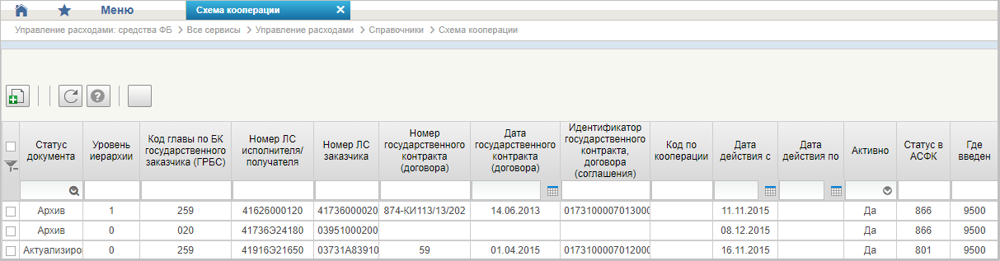 Меню Схема кооперации
Управление расходами: средства ФБ > Все сервисы > Управление расходами > Справочники > Схема кооперации
Статус документа Уровень иерархии Код главы по БК государственного заказчика (ГРБС) Номер ЛС исполнителя/получателя Номер ЛС заказчика Номер государственного контракта (договора) Дата государственного контракта (договора) Идентификатор государственного контракта, договора (соглашения) Код по кооперации Дата действия с Дата действия по Активно Статус в АСФК Где введен
Архив 1 259 41626000120 41736000020 874-КИ113/13/202 14.06.2013 0173100007013000 11.11.2015 Да 866 9500
Архив 0 020 41736Э24180 039510002000 08.12.2015 Да 866 9500
Актуализиро 0 259 41916Э21650 03731А83910 59 01.04.2015 0173100007012000 16.11.2015 Да 801 9500